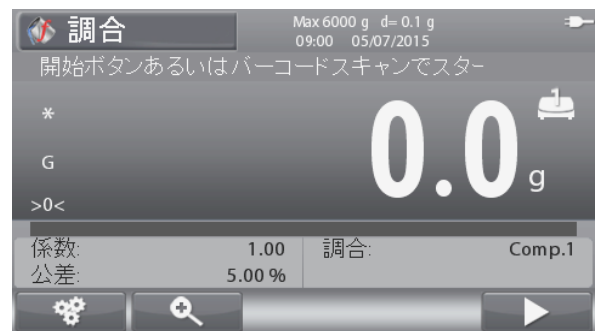 調合
Max 6000 g d= 0.1 g
09:00 05/07/2015
開始ボタンあるいはバーコードスキャンでスター
1
*
0.0 g
G
>0<
係数: 1.00 調合: Comp.1
公差: 5.00 %